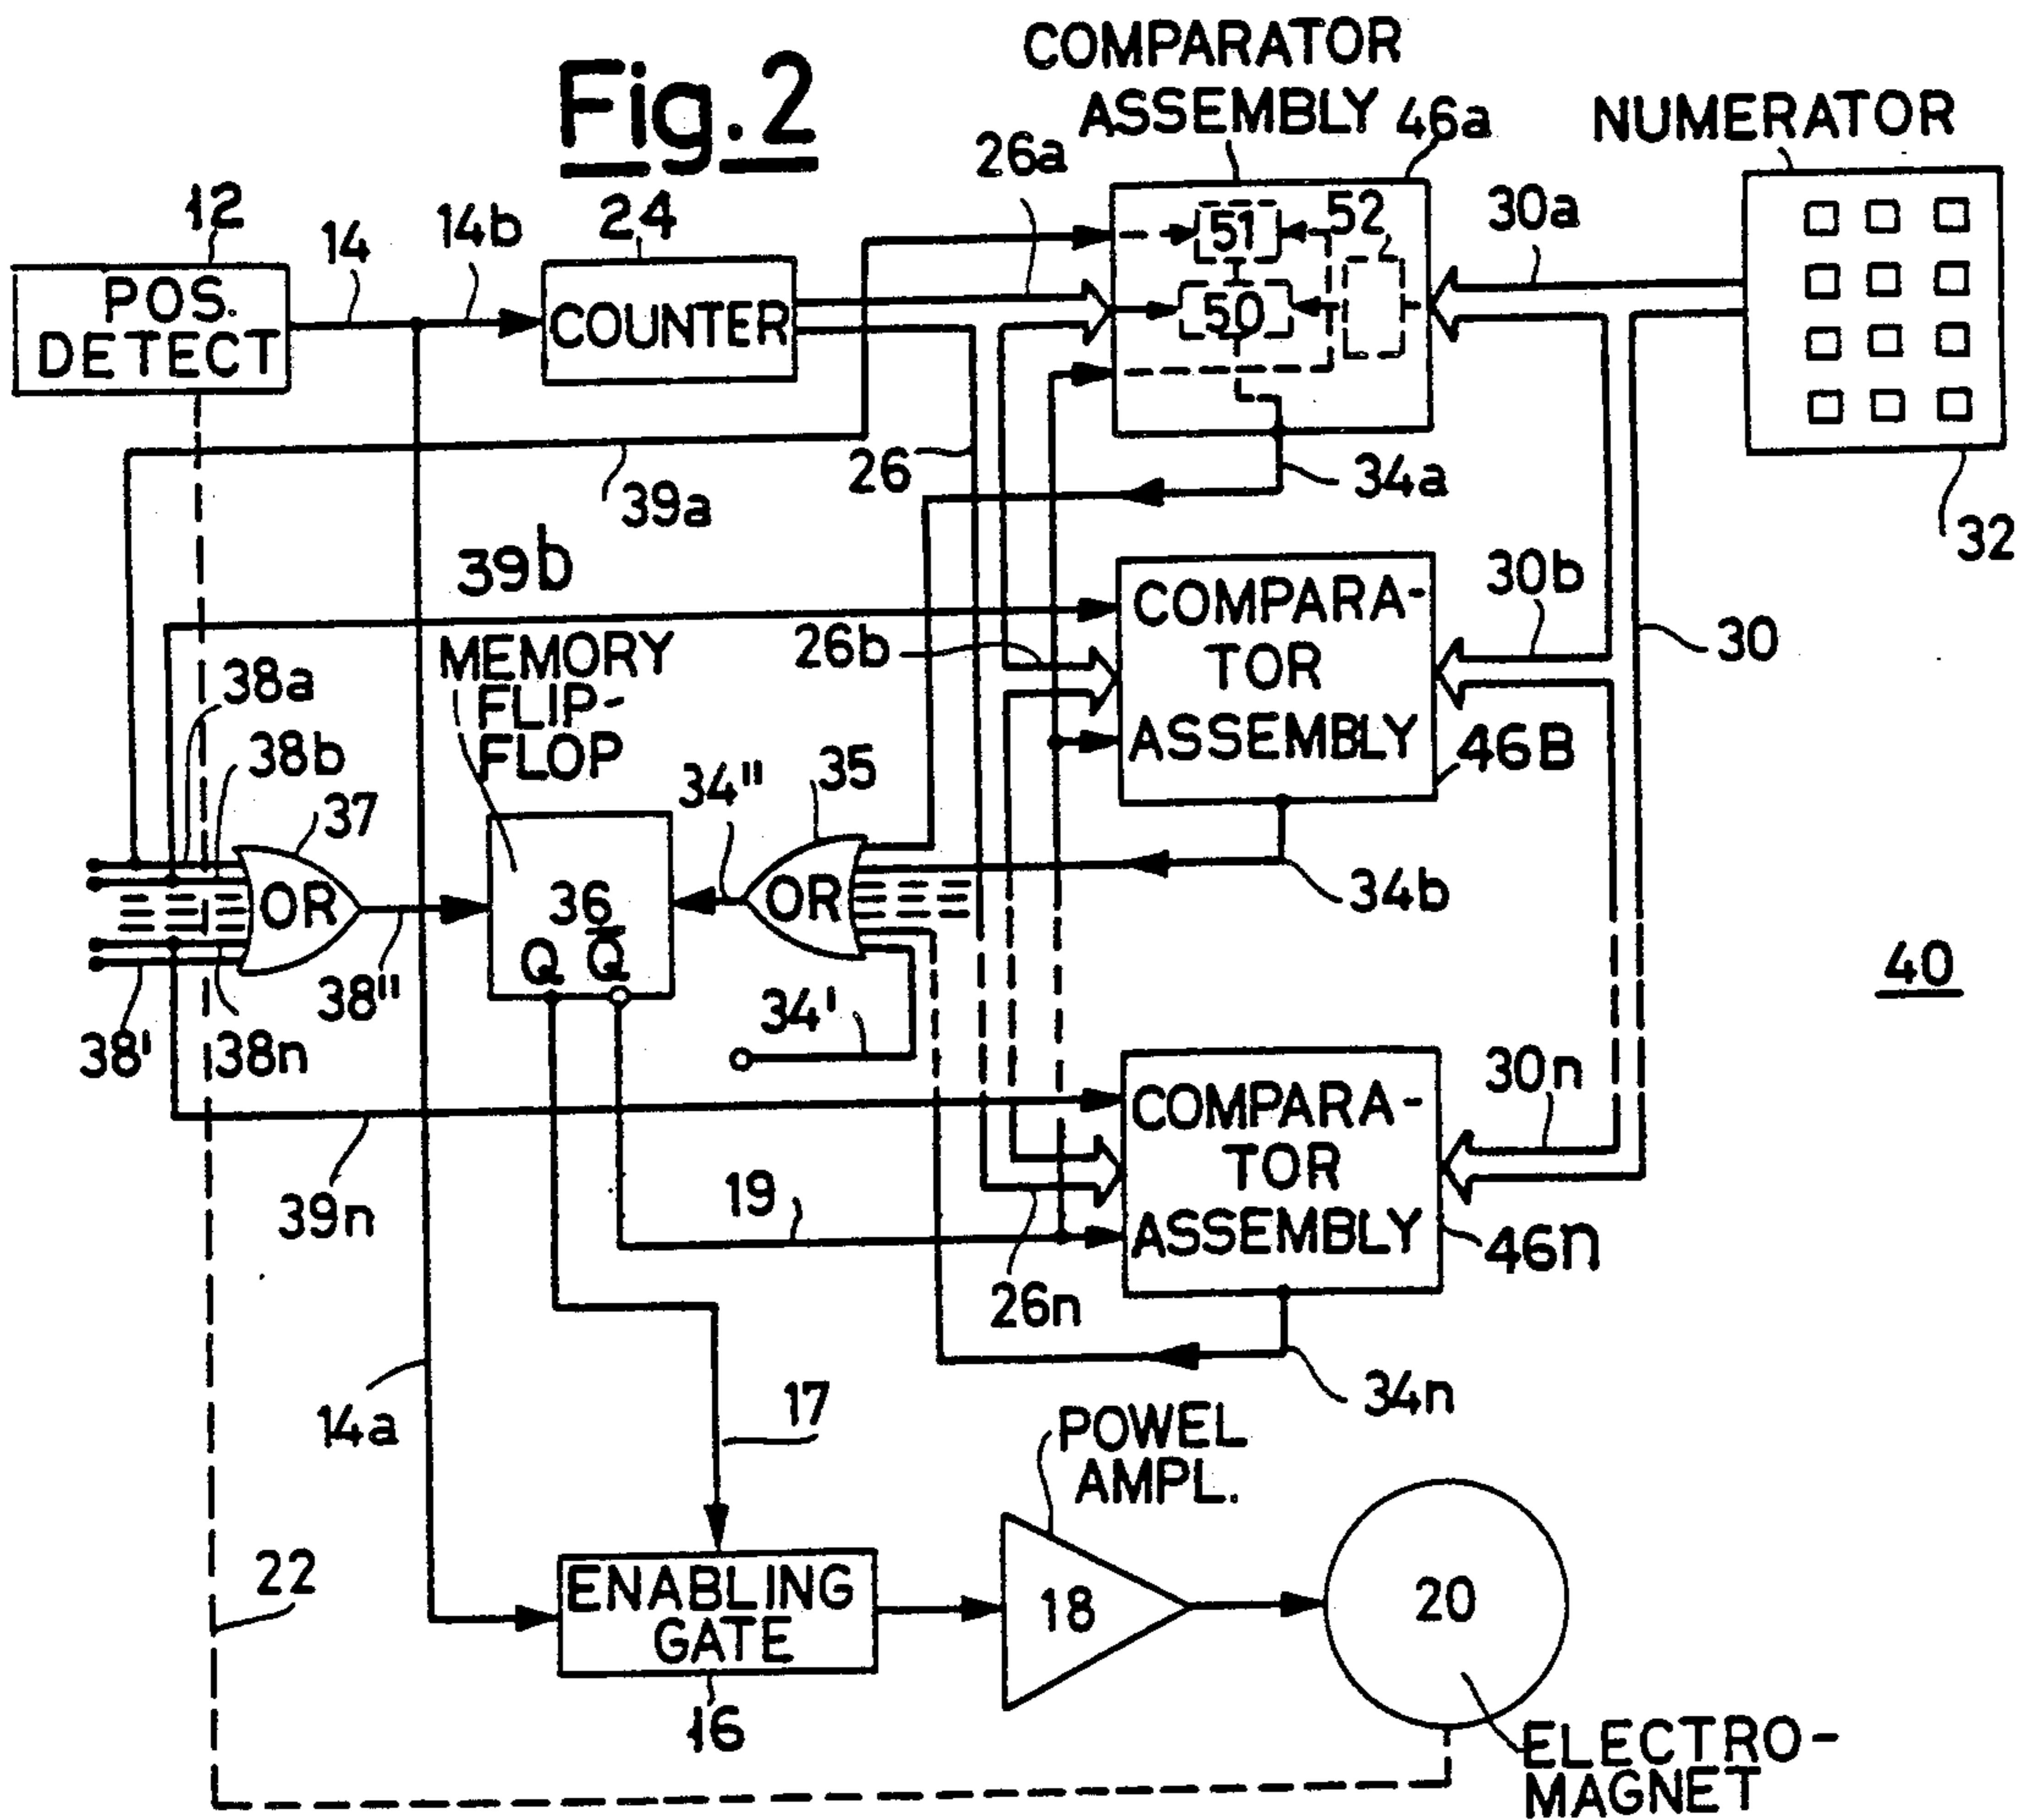 Fig. 2
COMPARATOR
ASSEMBLY 46a
NUMERATOR
26a
12
14
14b
24
30a
51
52
50
POS.
DETECT
COUNTER
26
34a
39a
32
39b
30b
COMPARA-
TOR
ASSEMBLY
26b
30
MEMORY
FLIP-
FLOP
38a
38b
46B
34"
35
37
OR
36
Q Q̅
OR
34b
40
38"
34'
38'
38n
30n
COMPARA-
TOR
ASSEMBLY
39n
19
46n
26n
34n
14a
17
POWEL
AMPL.
22
ENABLING
GATE
18
20
16
ELECTRO-
MAGNET